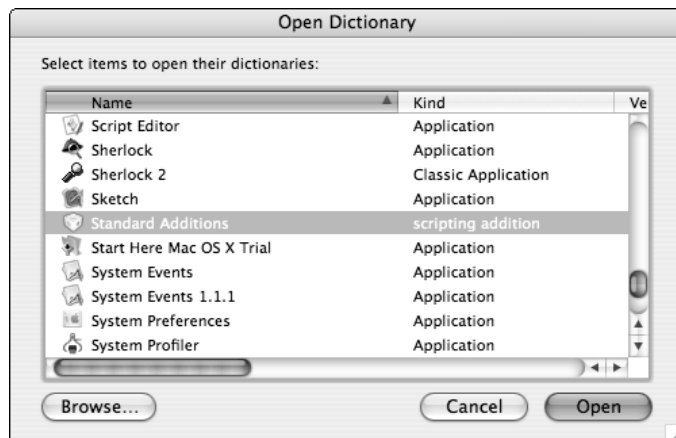 Open Dictionary
Select items to open their dictionaries:
Name Kind Ve
Script Editor Application
Sherlock Application
Sherlock 2 Classic Application
Sketch Application
Standard Additions scripting addition
Start Here Mac OS X Trial Application
System Events Application
System Events 1.1.1 Application
System Preferences Application
System Profiler Application
Browse... Cancel Open